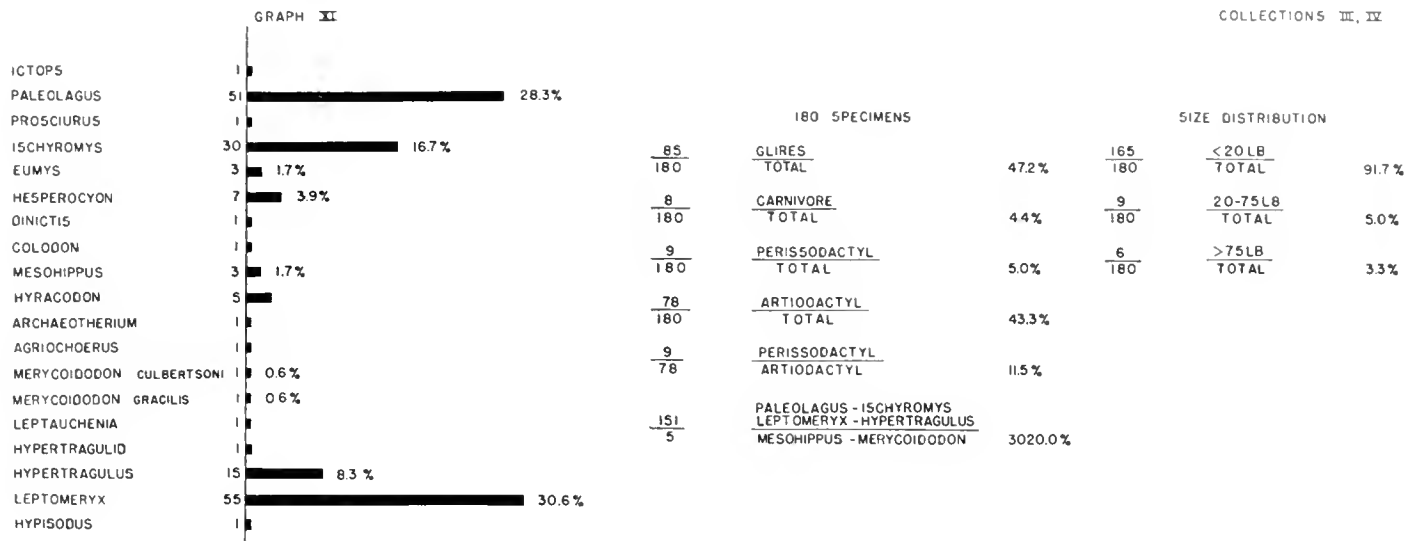 GRAPH XI
COLLECTIONS III, IV
ICTOPS 1
PALEOLAGUS 51 28.3%
PROSCIURUS 1
ISCHYROMYS 30 16.7%
EUMYS 3 1.7%
HESPEROCYON 7 3.9%
DINICTIS 1
COLODON 1
MESOHIPPUS 3 1.7%
HYRACODON 5
ARCHAEOTHERIUM 1
AGRIOCHOERUS 1
MERYCOIDODON CULBERTSONI 1 0.6%
MERYCOIDODON GRACILIS 1 0.6%
LEPTAUCHENIA 1
HYPERTRAGULID 1
HYPERTRAGULUS 15 8.3%
LEPTOMERYX 55 30.6%
HYPISODUS 1
180 SPECIMENS
85 GLIRES
180 TOTAL 47.2%
8 CARNIVORE
180 TOTAL 4.4%
9 PERISSODACTYL
180 TOTAL 5.0%
78 ARTIODACTYL
180 TOTAL 43.3%
9 PERISSODACTYL
78 ARTIODACTYL 11.5%
PALEOLAGUS - ISCHYROMYS
151 LEPTOMERYX - HYPERTRAGULUS
5 MESOHIPPUS - MERYCOIDODON 3020.0%
SIZE DISTRIBUTION
165 <20 LB
180 TOTAL 91.7%
9 20-75 LB
180 TOTAL 5.0%
6 >75 LB
180 TOTAL 3.3%